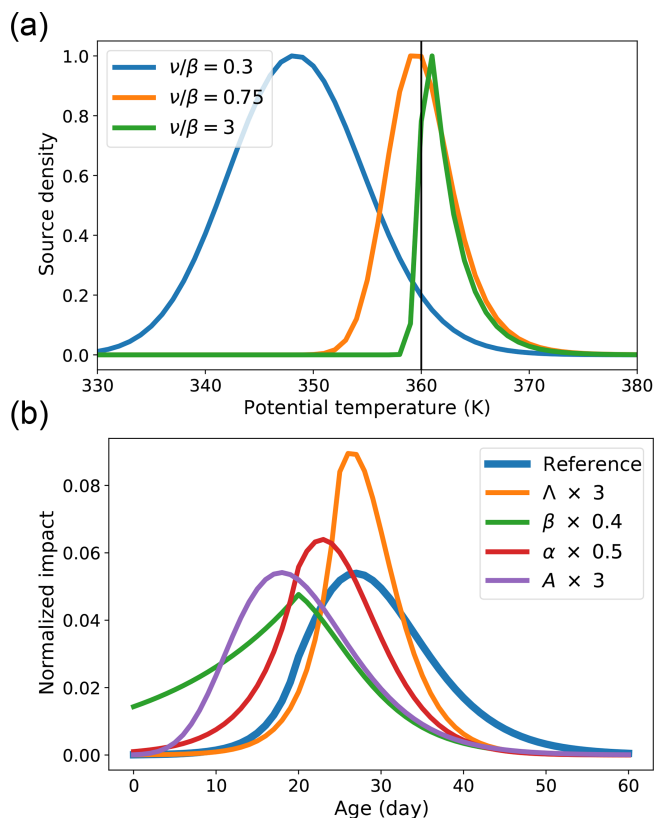 (a)
1.0
0.8
0.6
0.4
0.2
0.0
Source density
ν/β = 0.3
ν/β = 0.75
ν/β = 3
330 340 350 360 370 380
Potential temperature (K)
(b)
0.08
0.06
0.04
0.02
0.00
Normalized impact
Reference
Λ × 3
β × 0.4
α × 0.5
A × 3
0 10 20 30 40 50 60
Age (day)